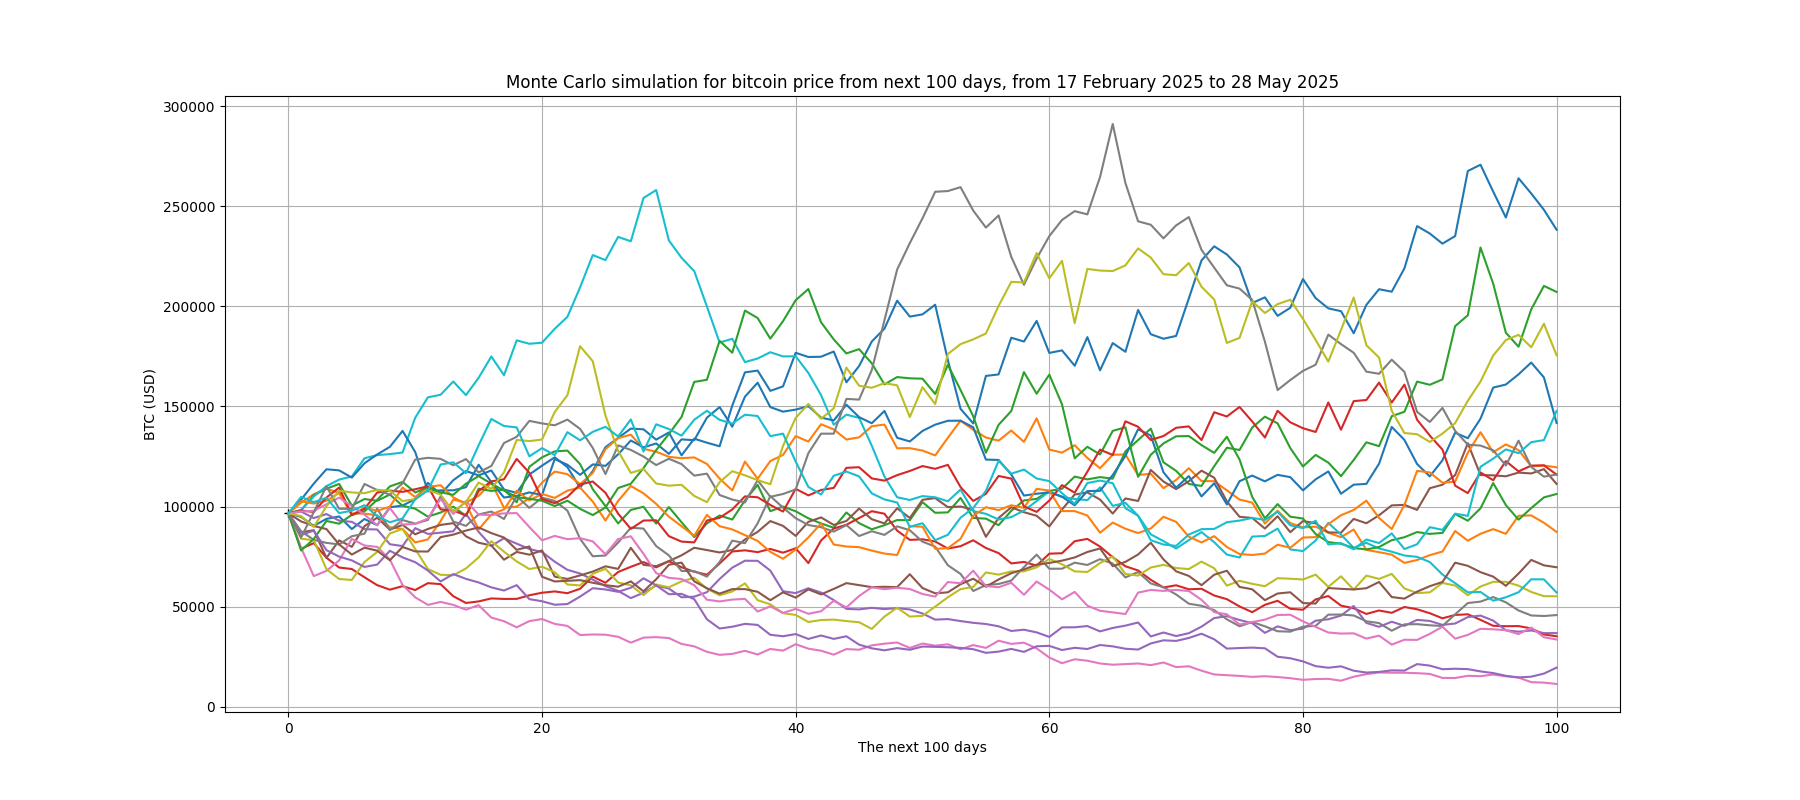 Monte Carlo simulation for bitcoin price from next 100 days, from 17 February 2025 to 28 May 2025
300000
250000
200000
150000
100000
50000
0
BTC (USD)
0 20 40 60 80 100
The next 100 days